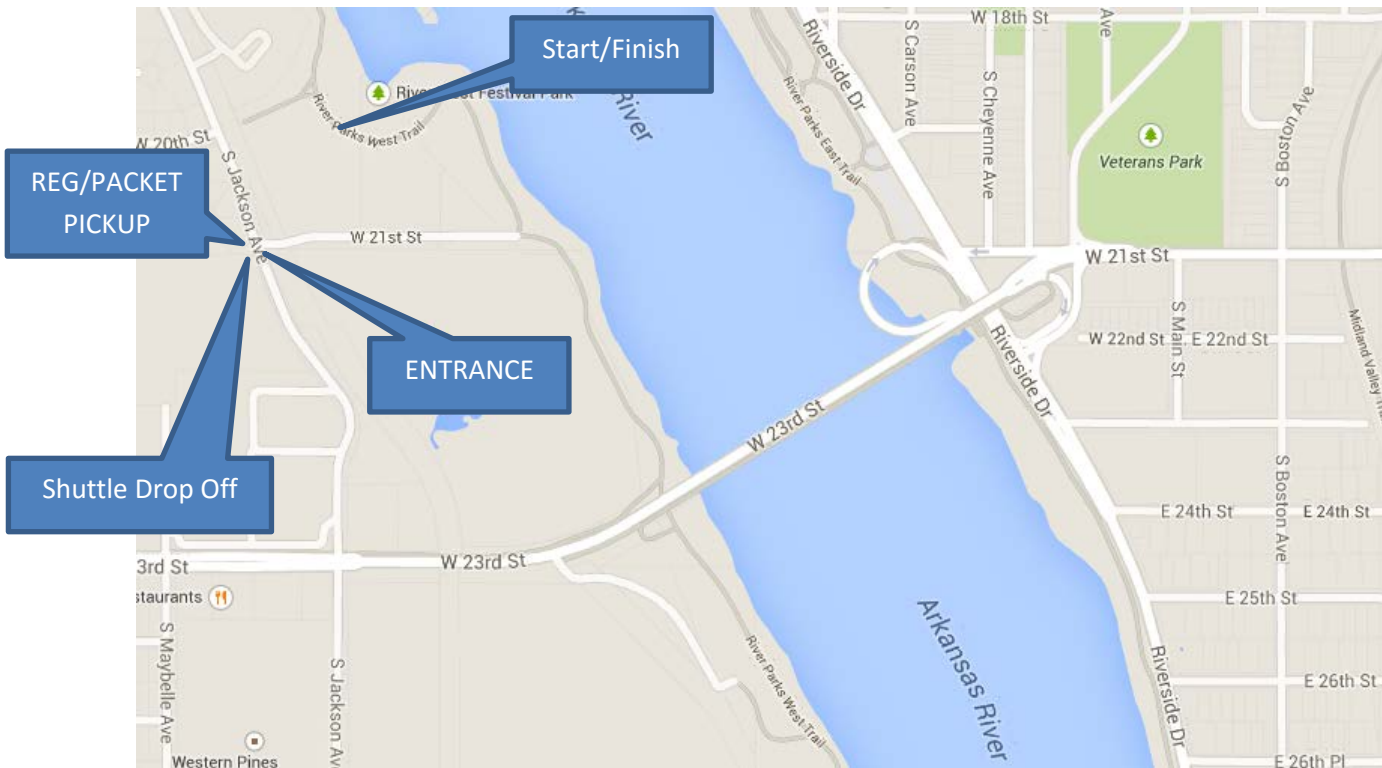 W 18th St
Ave
S Carson Ave
S Cheyenne Ave
Riverside Dr
Start/Finish
River
Festival Park
River Parks West Trail
River Parks East Trail
S Boston Ave
Veterans Park
W 20th St
S Jackson Ave
REG/PACKET
PICKUP
W 21st St
W 21st St
ENTRANCE
Riverside Dr
W 22nd St
S Main St
E 22nd St
Midland Valley
W 23rd St
Shuttle Drop Off
S Boston Ave
E 24th St
E 24th St
3rd St
W 23rd St
staurants
E 25th St
S Maybelle Ave
S Jackson Av
River Parks West Trail
Arkansas River
Riverside Dr
E 26th St
Western Pines
E 26th Pl